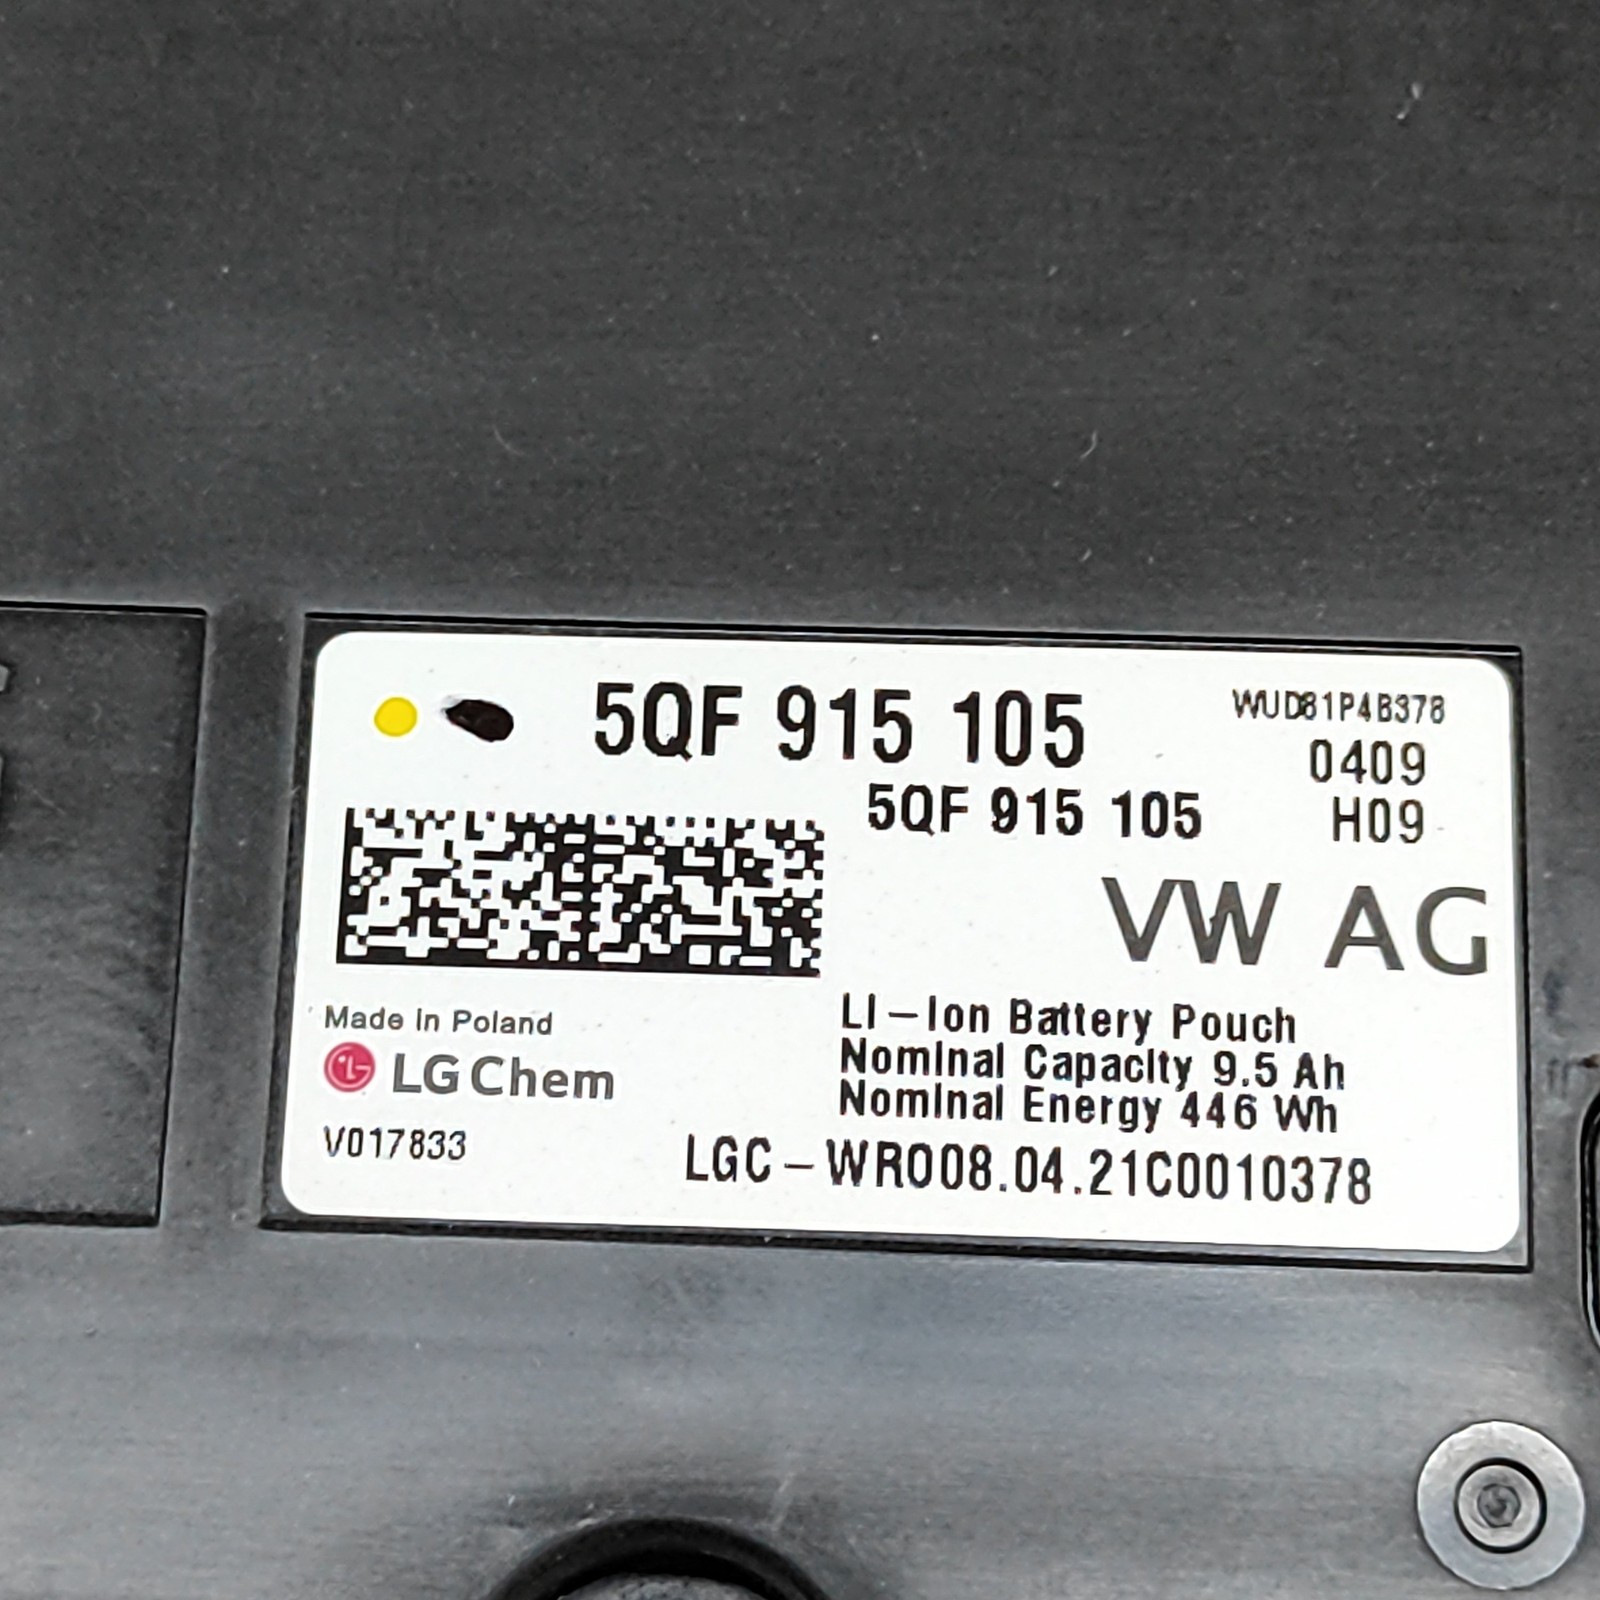 5QF 915 105
WUD81P4B378
0409
5QF 915 105
H09
VW AG
Made in Poland
LG Chem
V017833
LI-Ion Battery Pouch
Nominal Capacity 9.5 Ah
Nominal Energy 446 Wh
LGC-WR008.04.21C0010378